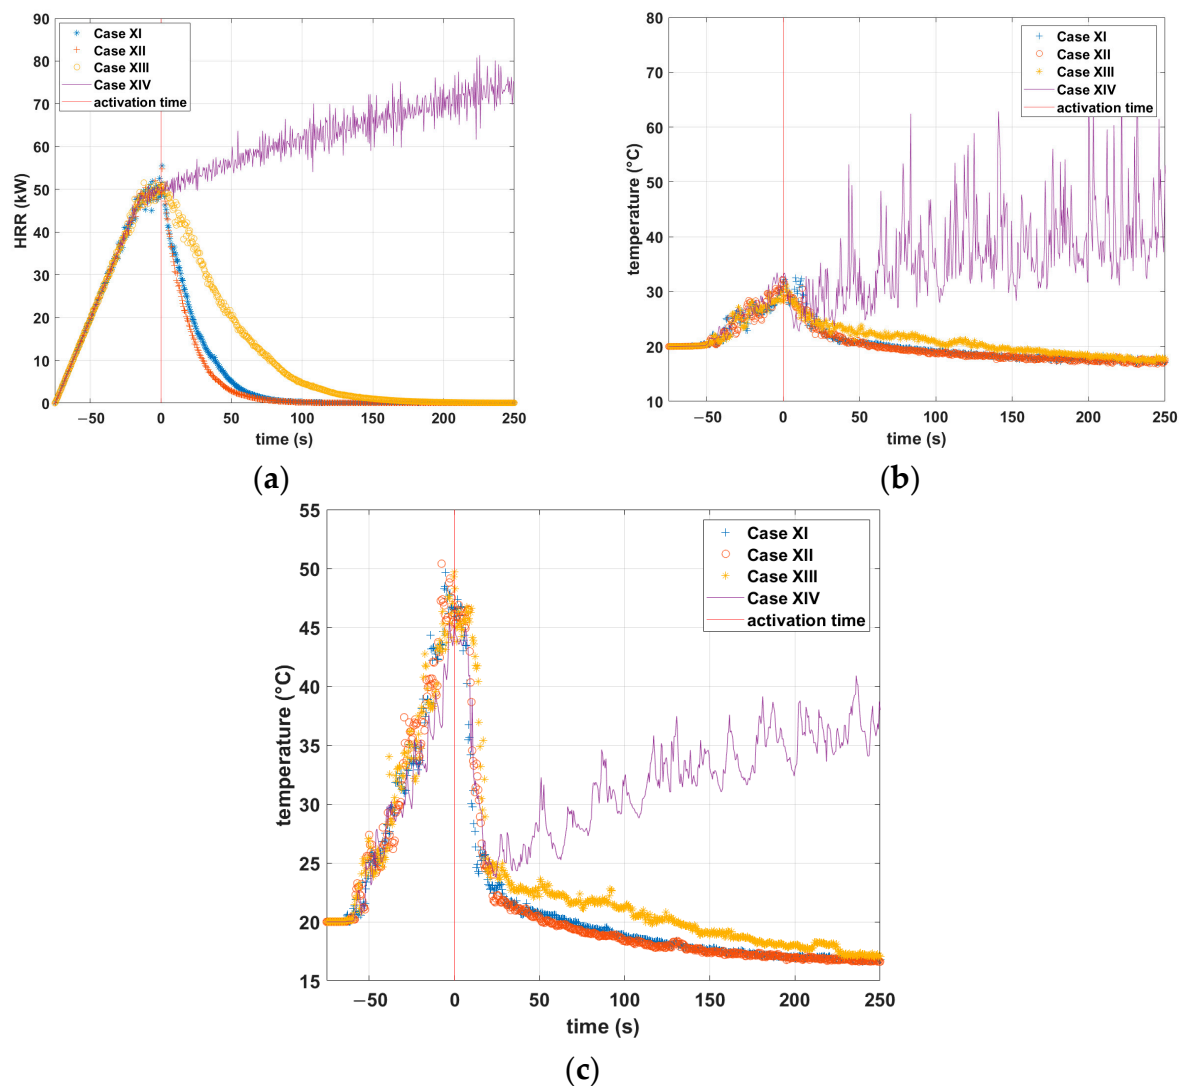 (a)
90
80
70
60
50
40
30
20
10
0
HRR (kW)
Case XI
Case XII
Case XIII
Case XIV
activation time
−50 0 50 100 150 200 250
time (s)
80
70
60
50
40
30
20
10
temperature (°C)
Case XI
Case XII
Case XIII
Case XIV
activation time
−50 0 50 100 150 200 250
time (s)
(a)
(b)
55
50
45
40
35
30
25
20
15
temperature (°C)
Case XI
Case XII
Case XIII
Case XIV
activation time
−50 0 50 100 150 200 250
time (s)
(c)